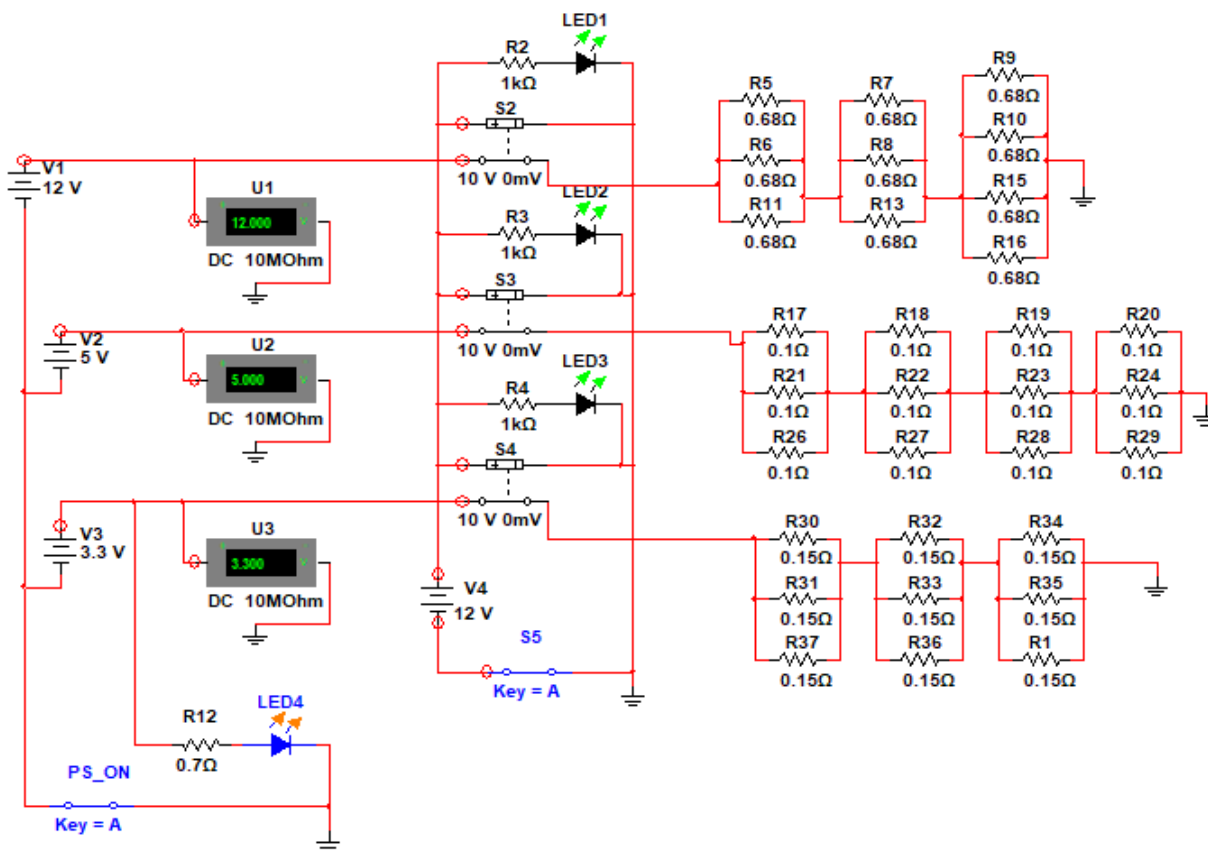 LED1
R2
1kΩ
S2
10 V 0mV
V1
12 V
U1
12.000
V
DC 10MOhm
LED2
R3
1kΩ
S3
10 V 0mV
V2
5 V
U2
5.000
V
DC 10MOhm
LED3
R4
1kΩ
S4
10 V 0mV
V3
3.3 V
U3
3.300
V
DC 10MOhm
V4
12 V
S5
Key = A
LED4
R12
0.7Ω
PS_ON
Key = A
R5
0.68Ω
R6
0.68Ω
R11
0.68Ω
R7
0.68Ω
R8
0.68Ω
R13
0.68Ω
R9
0.68Ω
R10
0.68Ω
R15
0.68Ω
R16
0.68Ω
R17
0.1Ω
R21
0.1Ω
R26
0.1Ω
R18
0.1Ω
R22
0.1Ω
R27
0.1Ω
R19
0.1Ω
R23
0.1Ω
R28
0.1Ω
R20
0.1Ω
R24
0.1Ω
R29
0.1Ω
R30
0.15Ω
R31
0.15Ω
R37
0.15Ω
R32
0.15Ω
R33
0.15Ω
R36
0.15Ω
R34
0.15Ω
R35
0.15Ω
R1
0.15Ω